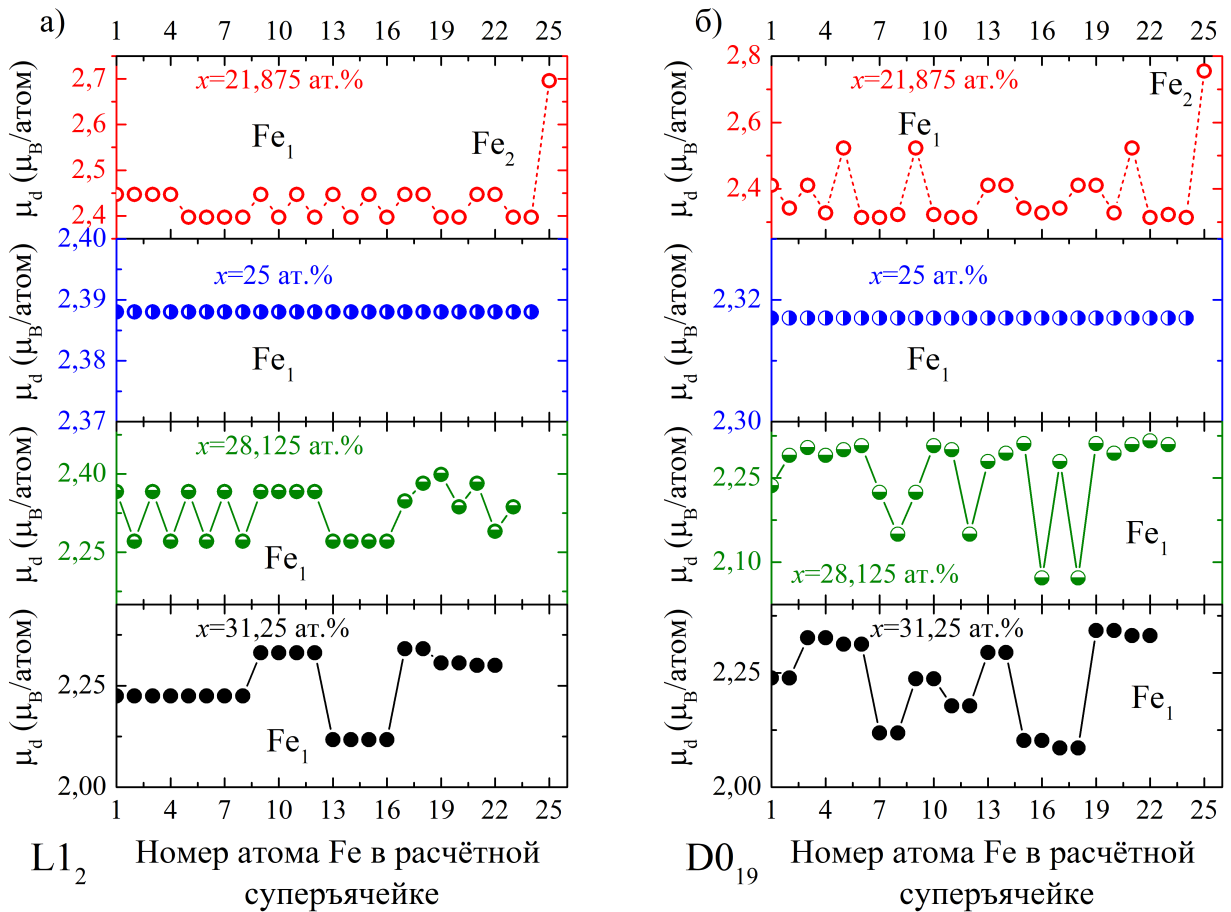 а)
1 4 7 10 13 16 19 22 25
μd (μB/атом)
2,7
2,6
2,5
2,4
x=21,875 ат.%
Fe1
Fe2
μd (μB/атом)
2,40
2,39
2,38
2,37
x=25 ат.%
Fe1
μd (μB/атом)
2,40
2,25
x=28,125 ат.%
Fe1
μd (μB/атом)
2,25
2,00
x=31,25 ат.%
Fe1
1 4 7 10 13 16 19 22 25
L12
Номер атома Fe в расчётной
суперъячейке
б)
1 4 7 10 13 16 19 22 25
μd (μB/атом)
2,8
2,6
2,4
x=21,875 ат.%
Fe1
Fe2
μd (μB/атом)
2,32
2,30
x=25 ат.%
Fe1
μd (μB/атом)
2,25
2,10
Fe1
x=28,125 ат.%
μd (μB/атом)
2,25
2,00
x=31,25 ат.%
Fe1
1 4 7 10 13 16 19 22 25
D019
Номер атома Fe в расчётной
суперъячейке